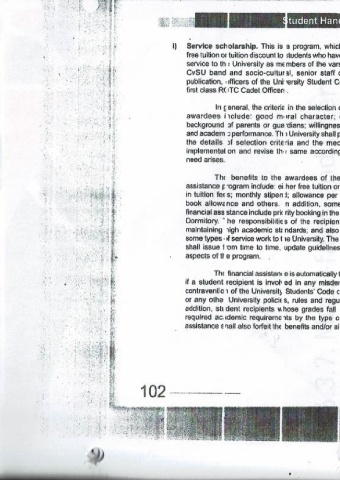 Student Han
i) Service scholarship. This is a program, whic
free tuition or tuition discount to students who hav
service to the University as members of the vars
CvSU band and socio-cultural, senior staff
publication, officers of the University Student C
first class ROTC Cadet Officer.
In general, the criteria in the selection
awardees include: good moral character;
background of parents or guardians; willingnes
and academic performance. The University shall p
the details of selection criteria and the mec
implementation and revise the same according
need arises.
The benefits to the awardees of the
assistance program include: either free tuition or
in tuition fees; monthly stipend; allowance per
book allowance and others. In addition, some
financial assistance include priority booking in the
Dormitory. The responsibilities of the recipien
maintaining high academic standards; and also
some types of service work to the University. The
shall issue from time to time, update guidelines
aspects of the program.
The financial assistance is automatically
if a student recipient is involved in any misde
contravention of the University Students' Code
or any other University policies, rules and regu
addition, student recipients whose grades fall
required academic requirements by the type
assistance shall also forfeit the benefits and/or al
102